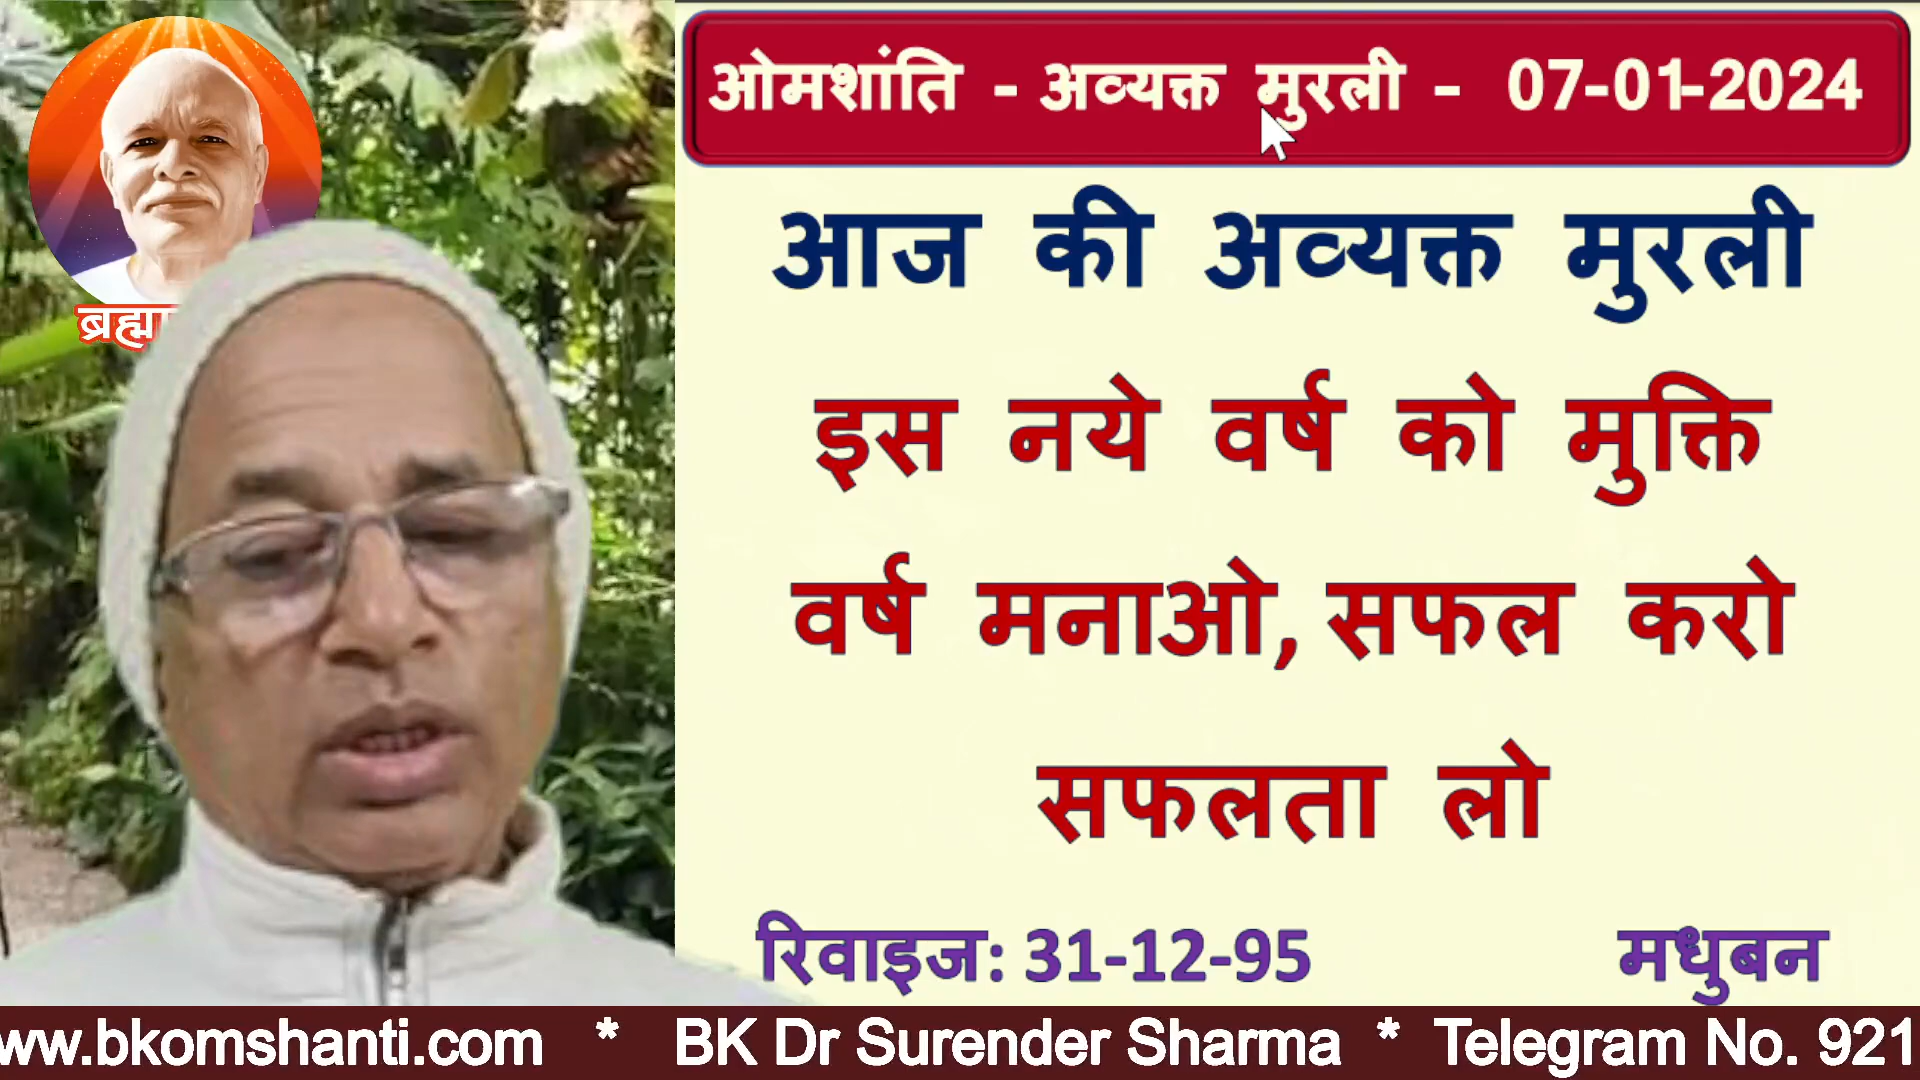 ओमशांति - अव्यक्त मुरली - 07-01-2024
आज की अव्यक्त मुरली
इस नये वर्ष को मुक्ति
वर्ष मनाओ, सफल करो
सफलता लो
रिवाइज: 31-12-95 मधुबन
www.bkomshanti.com * BK Dr Surender Sharma * Telegram No. 921